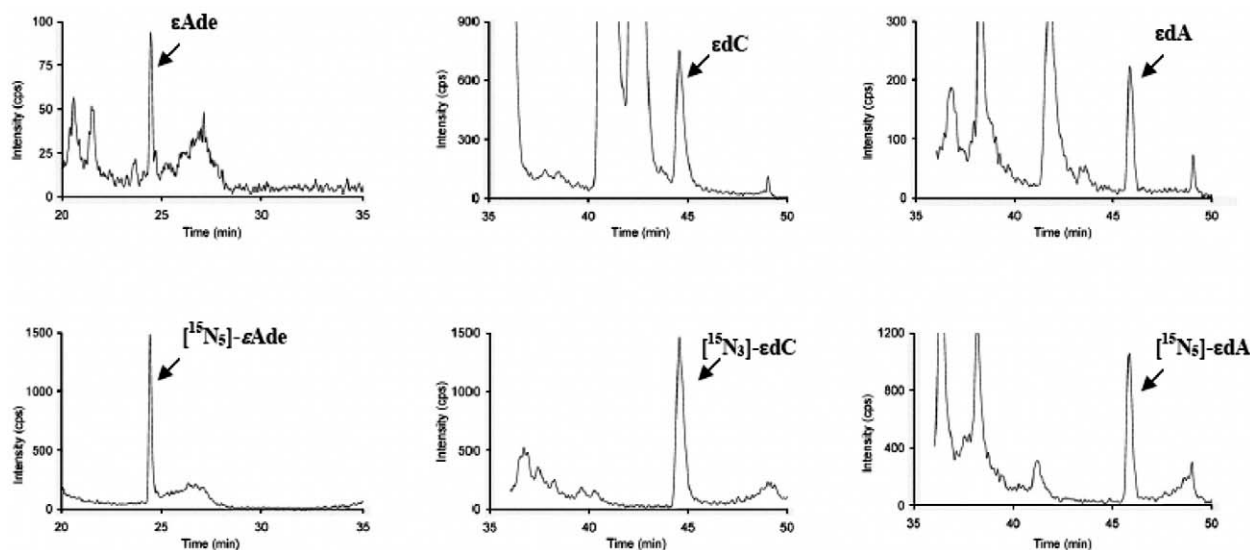 εAde
100
75
50
25
0
Intensity (cps)
20 25 30 35
Time (min)
εdC
900
600
300
0
Intensity (cps)
35 40 45 50
Time (min)
εdA
300
200
100
0
Intensity (cps)
35 40 45 50
Time (min)
[¹⁵N₅]-εAde
1500
1000
500
0
Intensity (cps)
20 25 30 35
Time (min)
[¹⁵N₃]-εdC
1500
1000
500
0
Intensity (cps)
35 40 45 50
Time (min)
[¹⁵N₅]-εdA
1200
800
400
0
Intensity (cps)
35 40 45 50
Time (min)